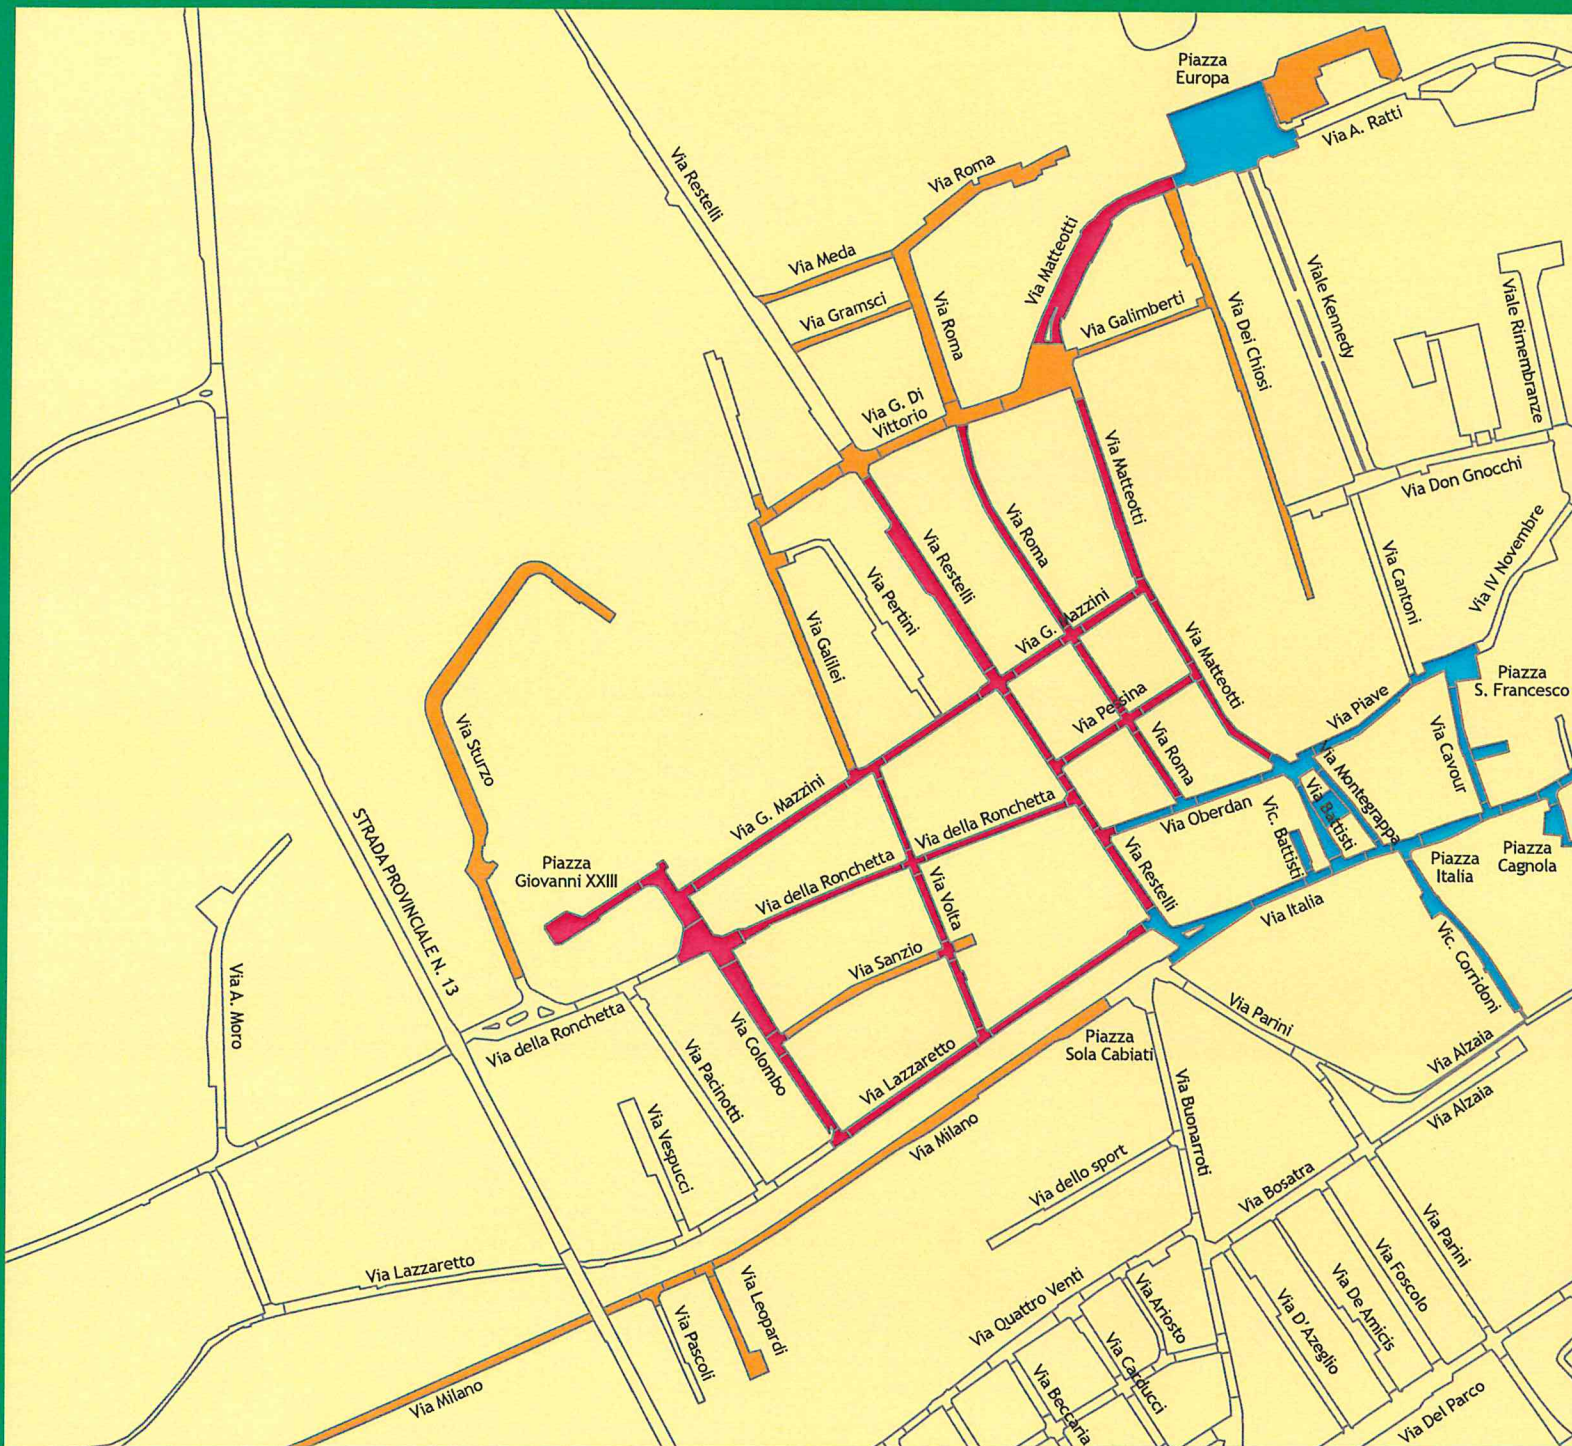 Piazza
Europa
Via A. Ratti
Via Restelli
Via Roma
Via Matteotti
Via Meda
Via Gramsci
Via Roma
Via Galimberti
Via Dei Chiosi
Viale Kennedy
Viale Rimembranze
Via G. Di
Vittorio
Via Matteotti
Via Don Gnocchi
Via Restelli
Via Roma
Via Pertini
Via Cantoni
Via IV Novembre
Via G. Mazzini
Via Galilei
Via Matteotti
Piazza
S. Francesco
Via Sturzo
Via Pessina
Via Piave
Via Roma
Via Cavour
Via Montegrappa
Via Battisti
Via G. Mazzini
Via della Ronchetta
Via Oberdan
Vic. Battisti
STRADA PROVINCIALE N. 13
Piazza
Giovanni XXIII
Via della Ronchetta
Via Volta
Via Restelli
Piazza
Italia
Piazza
Cagnola
Via Italia
Via Sanzio
Vic. Corridoni
Via A. Moro
Via della Ronchetta
Via Colombo
Via Parini
Piazza
Sola Cabiati
Via Alzaia
Via Pacinotti
Via Lazzaretto
Via Buonarroti
Via Alzaia
Via Vespucci
Via Milano
Via dello sport
Via Bosatra
Via Parini
Via Lazzaretto
Via Leopardi
Via Quattro Venti
Via Ariosto
Via Foscolo
Via De Amicis
Via D'Azeglio
Via Pascoli
Via Milano
Via Carducci
Via Beccaria
Via Del Parco